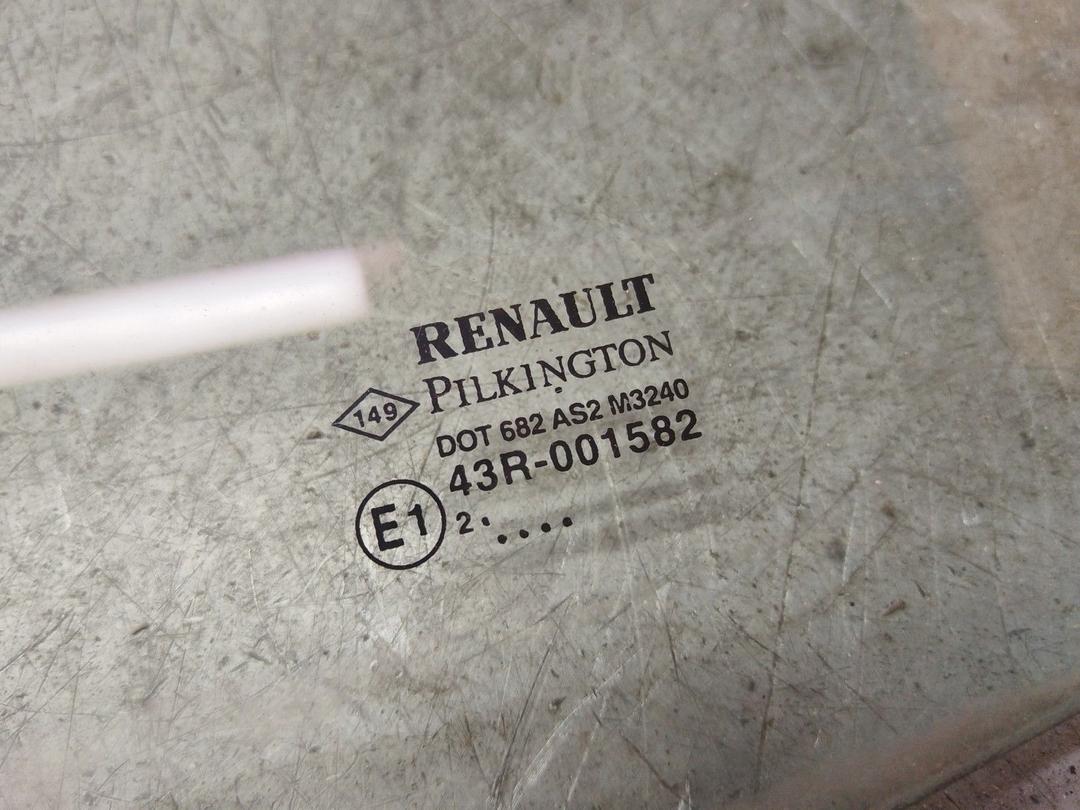 RENAULT
PILKINGTON
149
DOT 682 AS2 M3240
43R-001582
E1
2 . . . . .